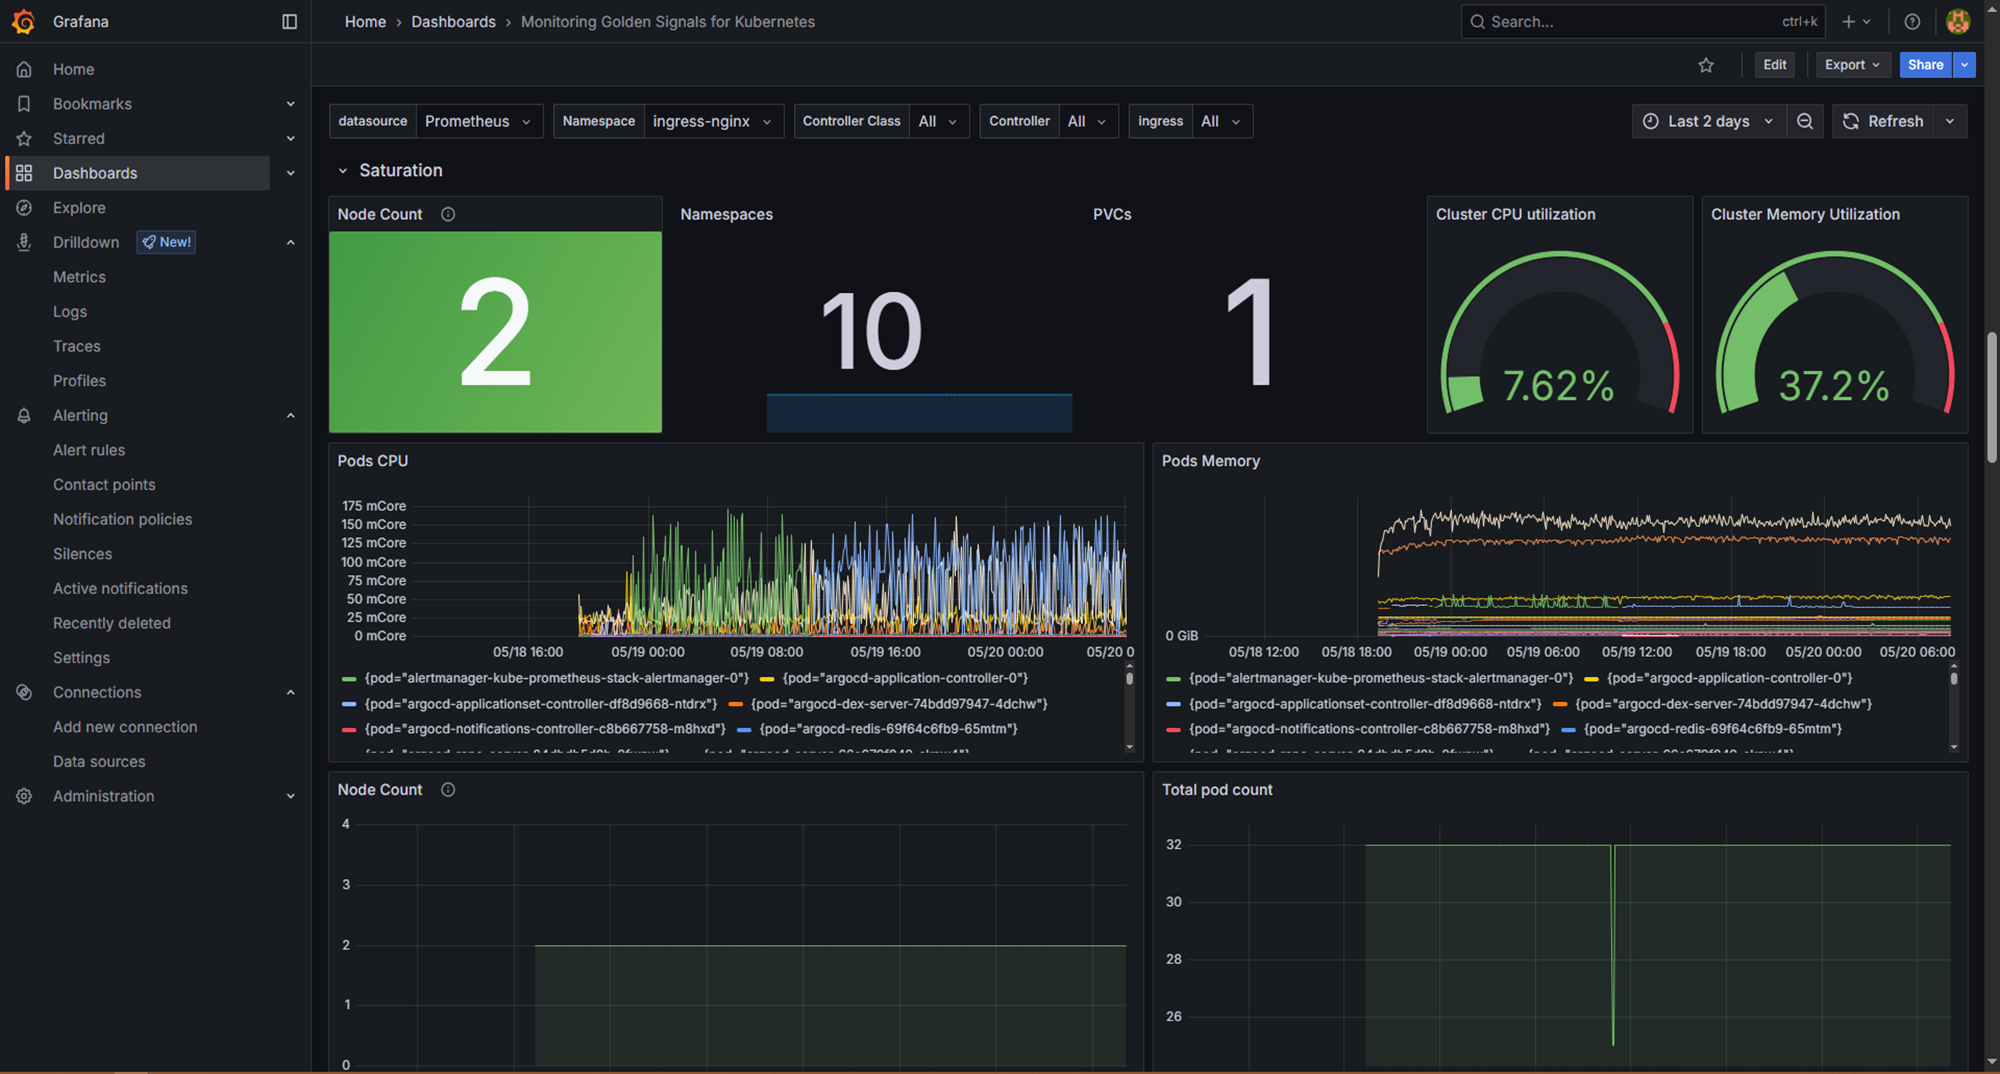 Grafana
Home › Dashboards › Monitoring Golden Signals for Kubernetes
Search... ctrl+k
Edit Export Share
Home
Bookmarks
Starred
Dashboards
Explore
Drilldown New!
Metrics
Logs
Traces
Profiles
Alerting
Alert rules
Contact points
Notification policies
Silences
Active notifications
Recently deleted
Settings
Connections
Add new connection
Data sources
Administration
datasource Prometheus Namespace ingress-nginx Controller Class All Controller All ingress All Last 2 days Refresh
Saturation
Node Count
2
Namespaces
10
PVCs
1
Cluster CPU utilization
7.62%
Cluster Memory Utilization
37.2%
Pods CPU
175 mCore
150 mCore
125 mCore
100 mCore
75 mCore
50 mCore
25 mCore
0 mCore
05/18 16:00 05/19 00:00 05/19 08:00 05/19 16:00 05/20 00:00 05/20 0
{pod="alertmanager-kube-prometheus-stack-alertmanager-0"} {pod="argocd-application-controller-0"}
{pod="argocd-applicationset-controller-df8d9668-ntdrx"} {pod="argocd-dex-server-74bdd97947-4dchw"}
{pod="argocd-notifications-controller-c8b667758-m8hxd"} {pod="argocd-redis-69f64c6fb9-65mtm"}
Pods Memory
0 GiB
05/18 12:00 05/18 18:00 05/19 00:00 05/19 06:00 05/19 12:00 05/19 18:00 05/20 00:00 05/20 06:00
{pod="alertmanager-kube-prometheus-stack-alertmanager-0"} {pod="argocd-application-controller-0"}
{pod="argocd-applicationset-controller-df8d9668-ntdrx"} {pod="argocd-dex-server-74bdd97947-4dchw"}
{pod="argocd-notifications-controller-c8b667758-m8hxd"} {pod="argocd-redis-69f64c6fb9-65mtm"}
Node Count
4
3
2
1
0
Total pod count
32
30
28
26